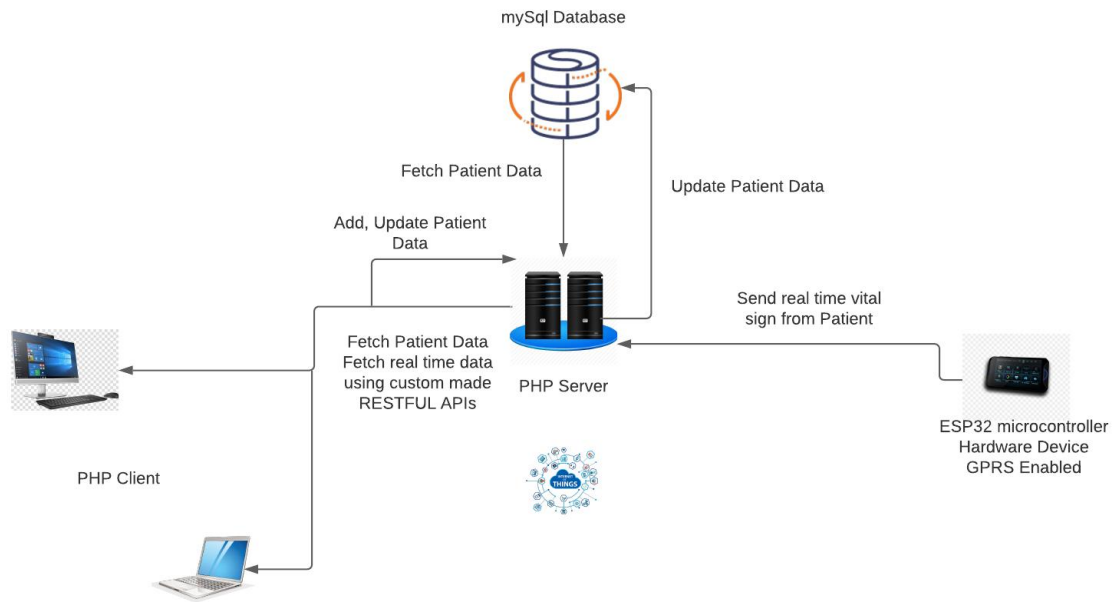 mySql Database
Fetch Patient Data
Update Patient Data
Add, Update Patient
Data
Send real time vital
sign from Patient
Fetch Patient Data
Fetch real time data
using custom made
RESTFUL APIs
PHP Server
ESP32 microcontroller
Hardware Device
GPRS Enabled
PHP Client
THINGS